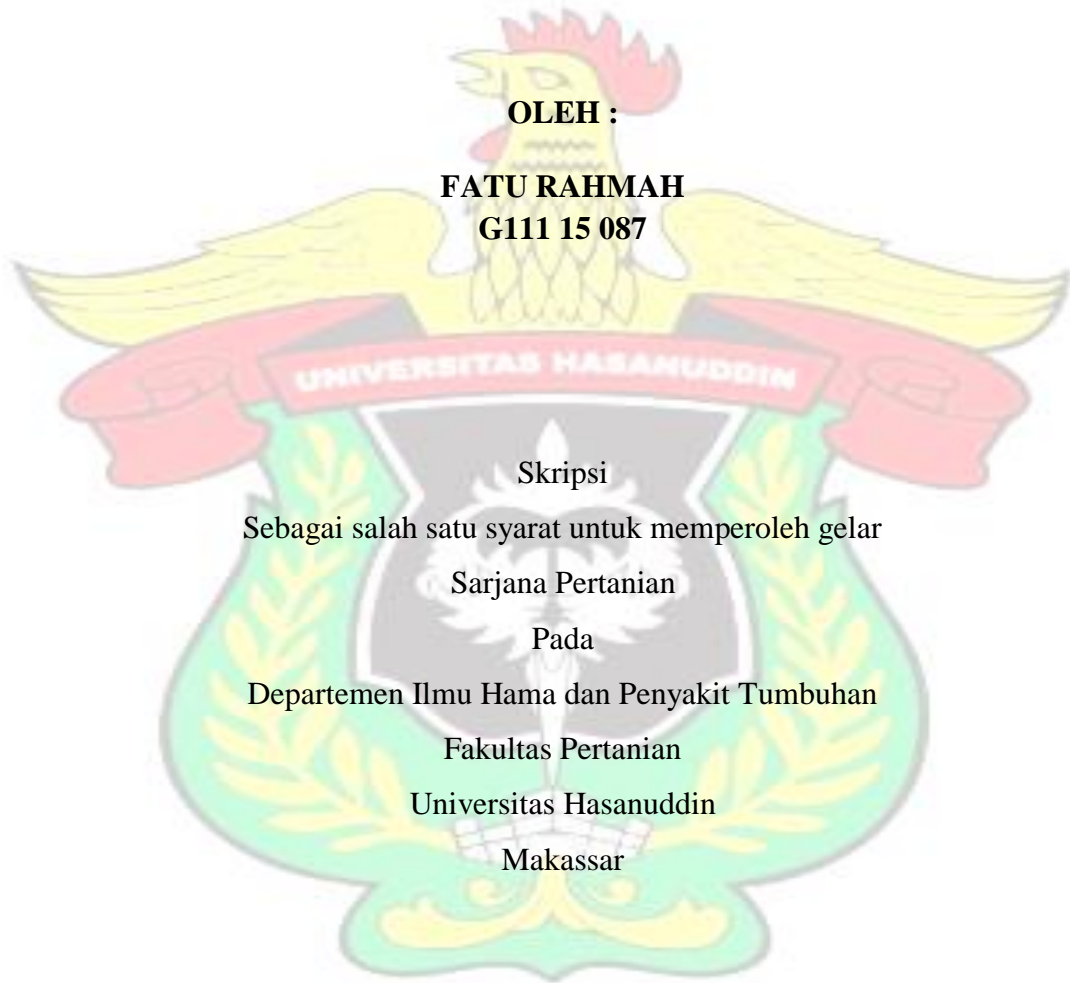 OLEH :
FATU RAHMAH
G111 15 087
UNIVERSITAS HASANUDDIN
Skripsi
Sebagai salah satu syarat untuk memperoleh gelar
Sarjana Pertanian
Pada
Departemen Ilmu Hama dan Penyakit Tumbuhan
Fakultas Pertanian
Universitas Hasanuddin
Makassar